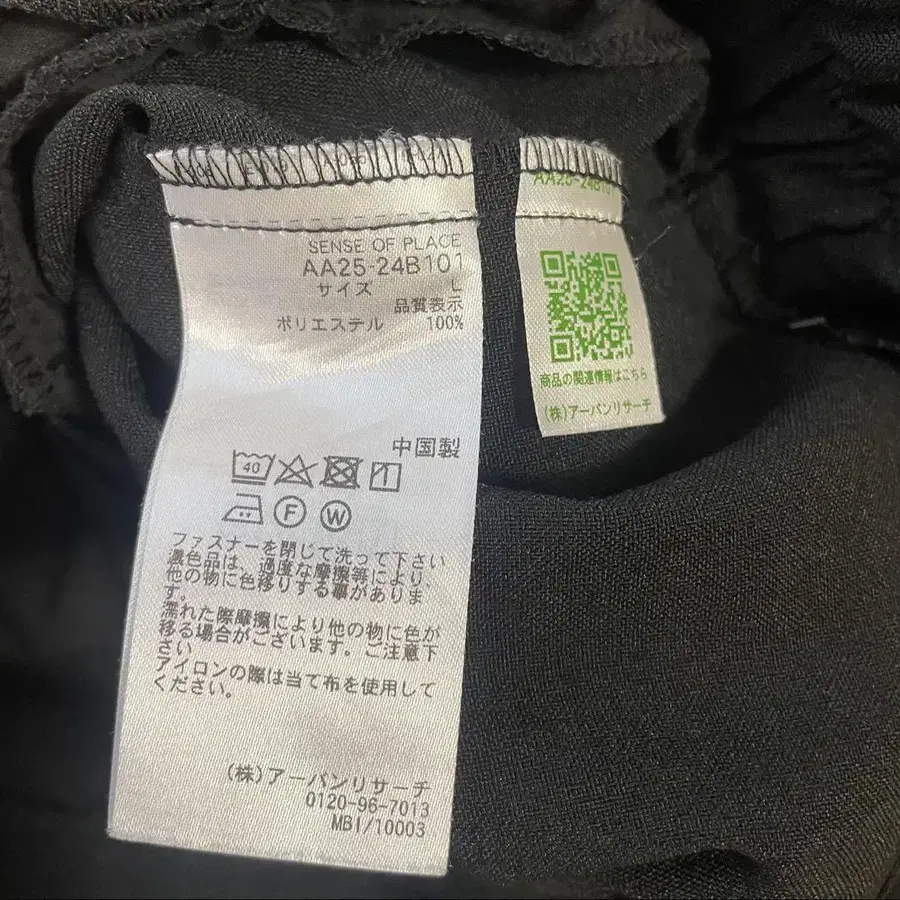 SENSE OF PLACE
AA25-24B101
サイズ L
品質表示
ポリエステル 100%
中国製
40
F
W
ファスナーを閉じて洗って下さい
濃色品は、過度な摩擦等により、
他の物に色移りする事がありま
す。
濡れた際摩擦により他の物に色が
移る場合がございます。ご注意下
さい
アイロンの際は当て布を使用して
ください。
(株)アーバンリサーチ
0120-96-7013
MBI/10003
AA25-24B101
商品の関連情報はこちら
(株)アーバンリサーチ